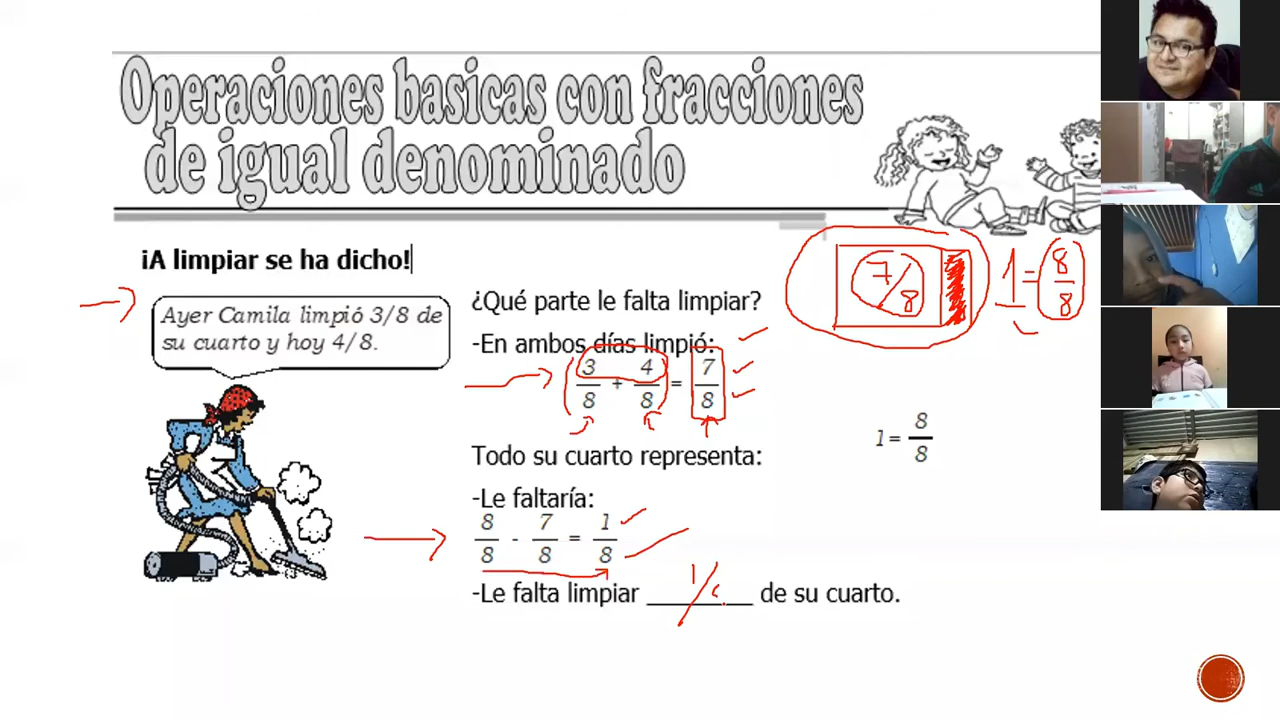 Operaciones basicas con fracciones
de igual denominado
¡A limpiar se ha dicho!
Ayer Camila limpió 3/8 de
su cuarto y hoy 4/8.
¿Qué parte le falta limpiar?
-En ambos días limpió:
3/8 + 4/8 = 7/8
7/8
1 = 8/8
Todo su cuarto representa:
1 = 8/8
-Le faltaría:
8/8 - 7/8 = 1/8
-Le falta limpiar ______ de su cuarto.